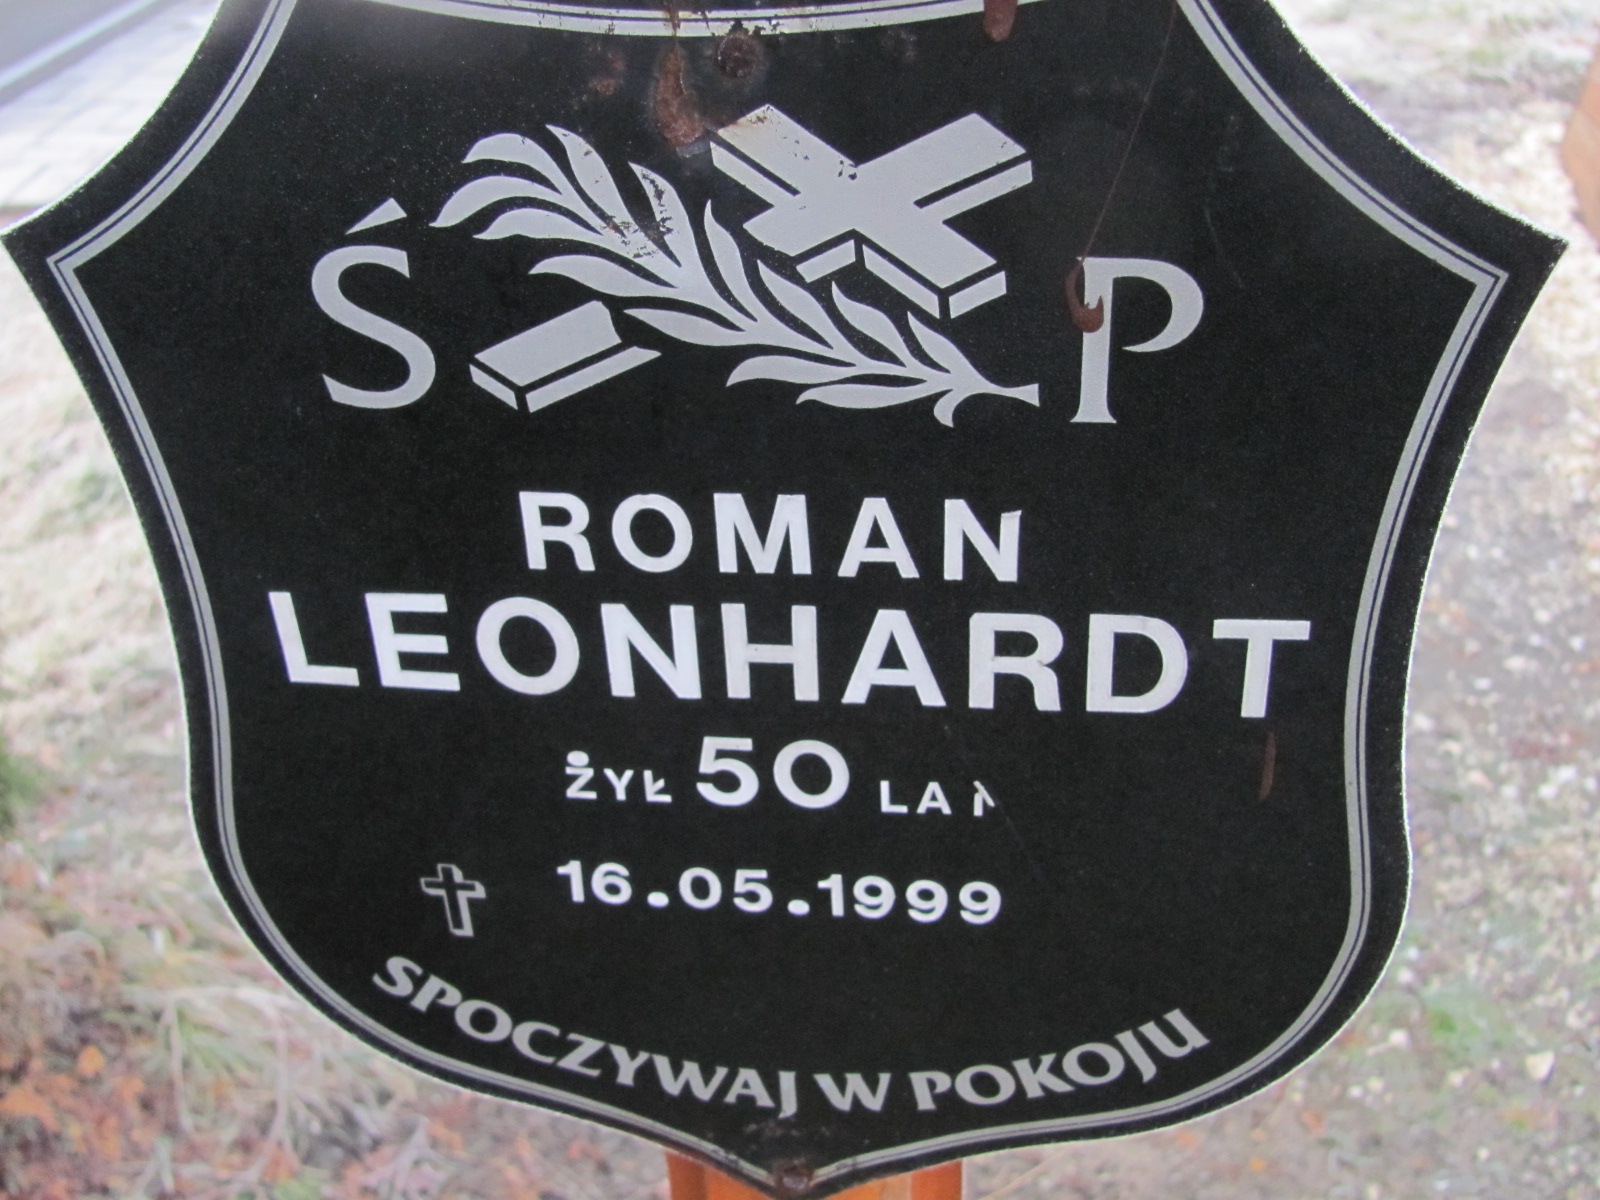 Ś P
ROMAN
LEONHARDT
ŻYŁ 50 LAT
16.05.1999
SPOCZYWAJ W POKOJU